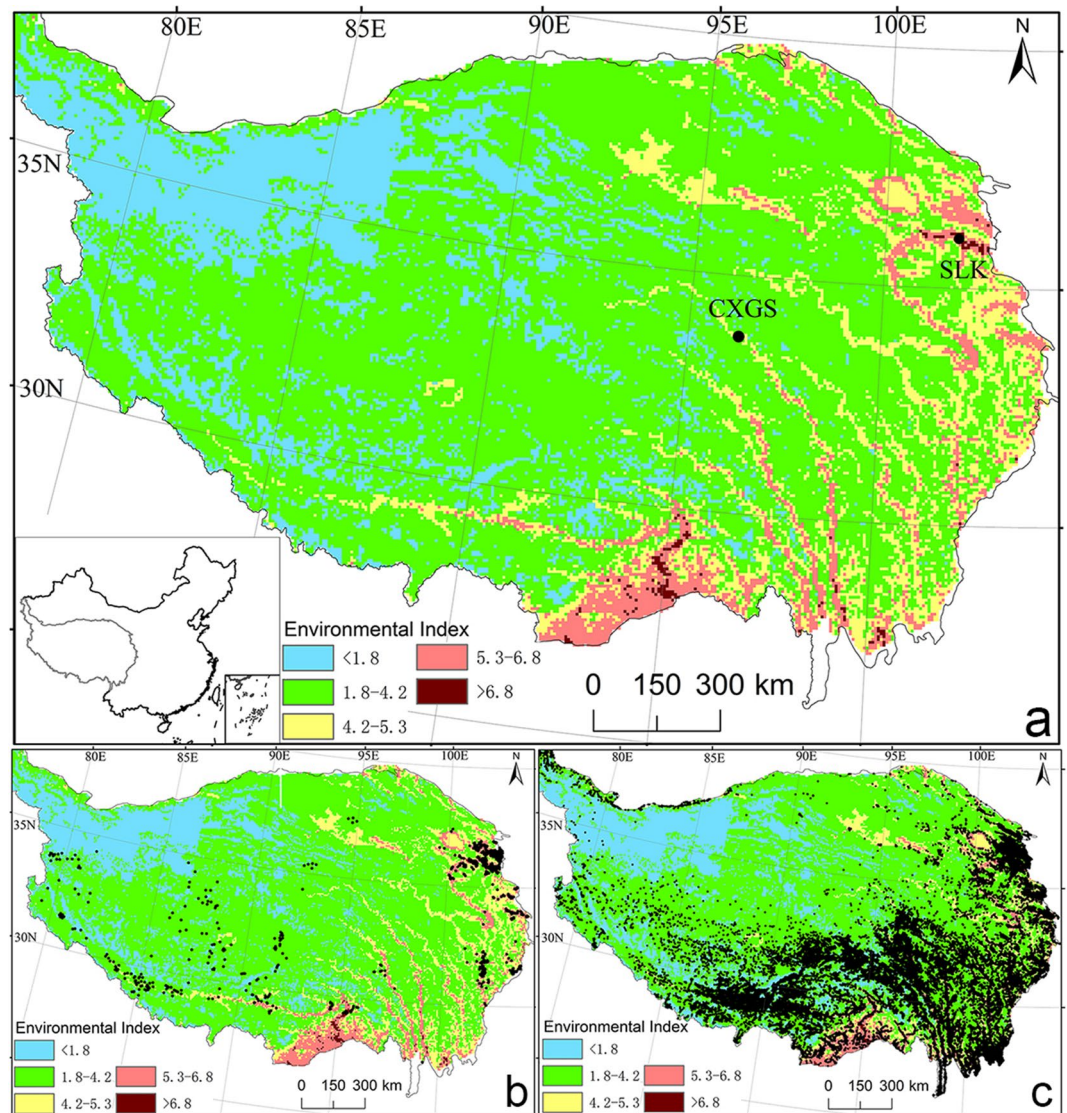 80E 85E 90E 95E 100E N
35N
SLK
CXGS
30N
Environmental Index
<1.8 5.3-6.8
1.8-4.2 >6.8
4.2-5.3
0 150 300 km
a
80E 85E 90E 95E 100E N
35N
30N
Environmental Index
<1.8
1.8-4.2 5.3-6.8
4.2-5.3 >6.8
0 150 300 km
b
80E 85E 90E 95E 100E N
35N
30N
Environmental Index
<1.8
1.8-4.2 5.3-6.8
4.2-5.3 >6.8
0 150 300 km
c